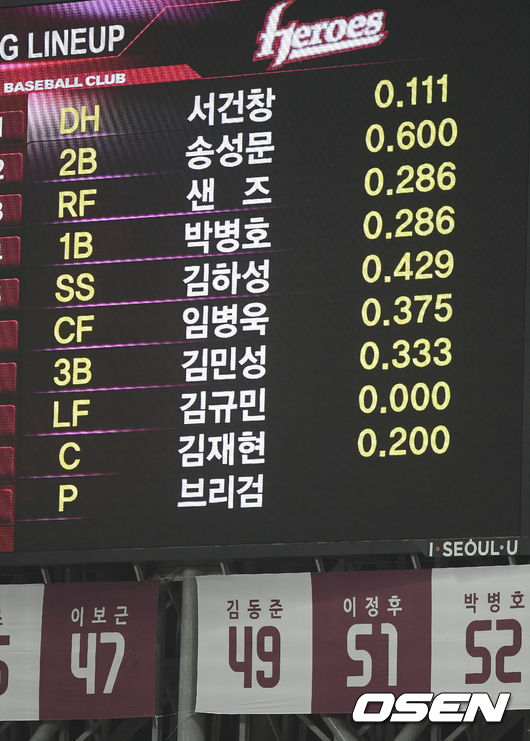 G LINEUP
Heroes
BASEBALL CLUB
DH 서건창 0.111
2B 송성문 0.600
RF 샌 즈 0.286
1B 박병호 0.286
SS 김하성 0.429
CF 임병욱 0.375
3B 김민성 0.333
LF 김규민 0.000
C 김재현 0.200
P 브리검
I·SEOUL·U
이보근 김동준 이정후 박병호
47 49 51 52
OSEN